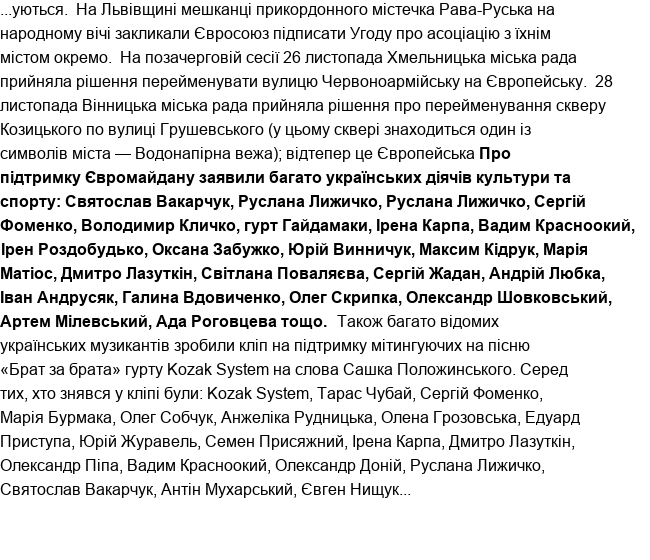 ...уються.  На Львівщині мешканці прикордонного містечка Рава-Руська на
народному вічі закликали Євросоюз підписати Угоду про асоціацію з їхнім
містом окремо.  На позачерговій сесії 26 листопада Хмельницька міська рада
прийняла рішення перейменувати вулицю Червоноармійську на Європейську.  28
листопада Вінницька міська рада прийняла рішення про перейменування скверу
Козицького по вулиці Грушевського (у цьому сквері знаходиться один із
символів міста — Водонапірна вежа); відтепер це Європейська Про
підтримку Євромайдану заявили багато українських діячів культури та
спорту: Святослав Вакарчук, Руслана Лижичко, Руслана Лижичко, Сергій
Фоменко, Володимир Кличко, гурт Гайдамаки, Ірена Карпа, Вадим Красноокий,
Ірен Роздобудько, Оксана Забужко, Юрій Винничук, Максим Кідрук, Марія
Матіос, Дмитро Лазуткін, Світлана Поваляєва, Сергій Жадан, Андрій Любка,
Іван Андрусяк, Галина Вдовиченко, Олег Скрипка, Олександр Шовковський,
Артем Мілевський, Ада Роговцева тощо.  Також багато відомих
українських музикантів зробили кліп на підтримку мітингуючих на пісню
«Брат за брата» гурту Kozak System на слова Сашка Положинського. Серед
тих, хто знявся у кліпі були: Kozak System, Тарас Чубай, Сергій Фоменко,
Марія Бурмака, Олег Собчук, Анжеліка Рудницька, Олена Грозовська, Едуард
Приступа, Юрій Журавель, Семен Присяжний, Ірена Карпа, Дмитро Лазуткін,
Олександр Піпа, Вадим Красноокий, Олександр Доній, Руслана Лижичко,
Святослав Вакарчук, Антін Мухарський, Євген Нищук...